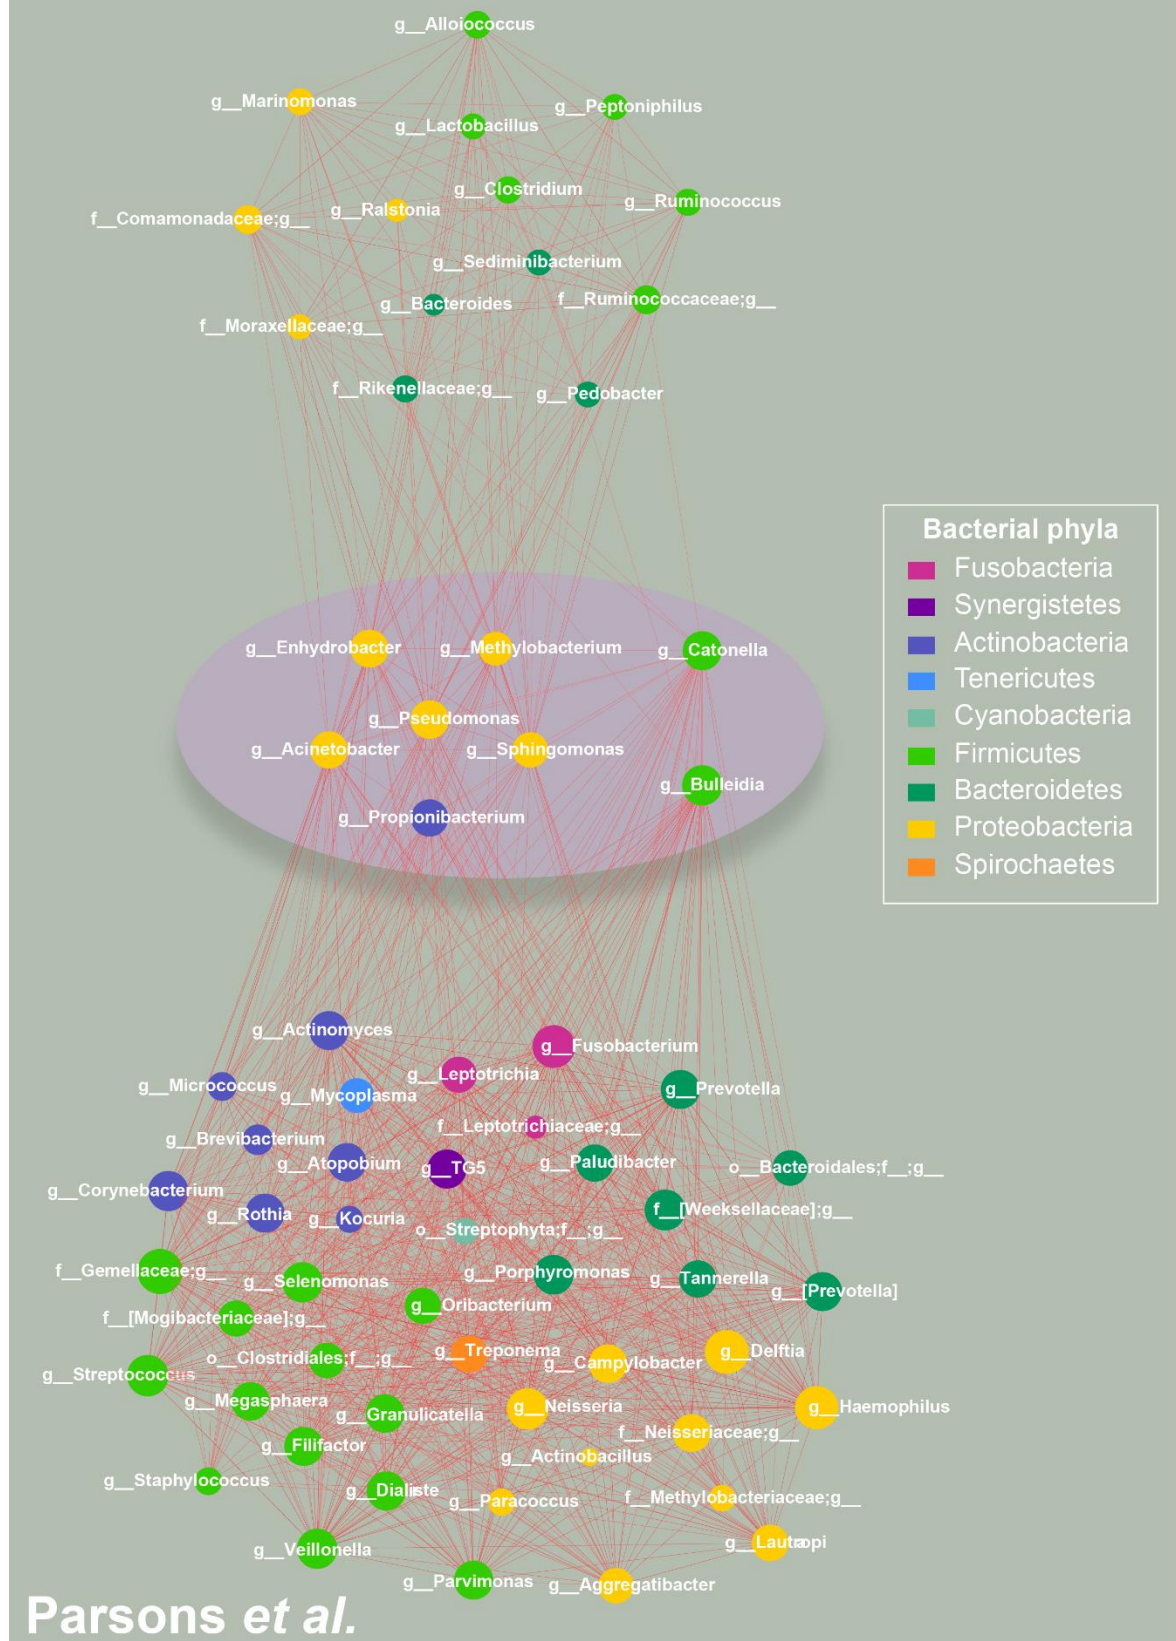 g__Alloiococcus
g__Marinomonas
g__Peptoniphilus
g__Lactobacillus
g__Clostridium
g__Ruminococcus
g__Ralstonia
f__Comamonadaceae;g__
g__Sediminibacterium
g__Bacteroides
f__Ruminococcaceae;g__
f__Moraxellaceae;g__
f__Rikenellaceae;g__
g__Pedobacter
Bacterial phyla
Fusobacteria
Synergistetes
Actinobacteria
Tenericutes
Cyanobacteria
Firmicutes
Bacteroidetes
Proteobacteria
Spirochaetes
g__Enhydrobacter
g__Methylobacterium
g__Catonella
g__Pseudomonas
g__Acinetobacter
g__Sphingomonas
g__Bulleidia
g__Propionibacterium
g__Actinomyces
g__Fusobacterium
g__Leptotrichia
g__Micrococcus
g__Mycoplasma
g__Prevotella
f__Leptotrichiaceae;g__
g__Brevibacterium
g__Atopobium
g__TG5
g__Paludibacter
o__Bacteroidales;f__;g__
g__Corynebacterium
g__Rothia
g__Kocuria
f__[Weeksellaceae];g__
o__Streptophyta;f__;g__
f__Gemellaceae;g__
g__Selenomonas
g__Porphyromonas
g__Tannerella
g__[Prevotella]
f__[Mogibacteriaceae];g__
g__Oribacterium
o__Clostridiales;f__;g__
g__Treponema
g__Campylobacter
g__Delftia
g__Streptococcus
g__Megasphaera
g__Granulicatella
g__Neisseria
g__Haemophilus
g__Filifactor
f__Neisseriaceae;g__
g__Actinobacillus
g__Staphylococcus
g__Paracoccus
f__Methylobacteriaceae;g__
g__Veillonella
g__Parvimonas
g__Aggregatibacter
Parsons et al.